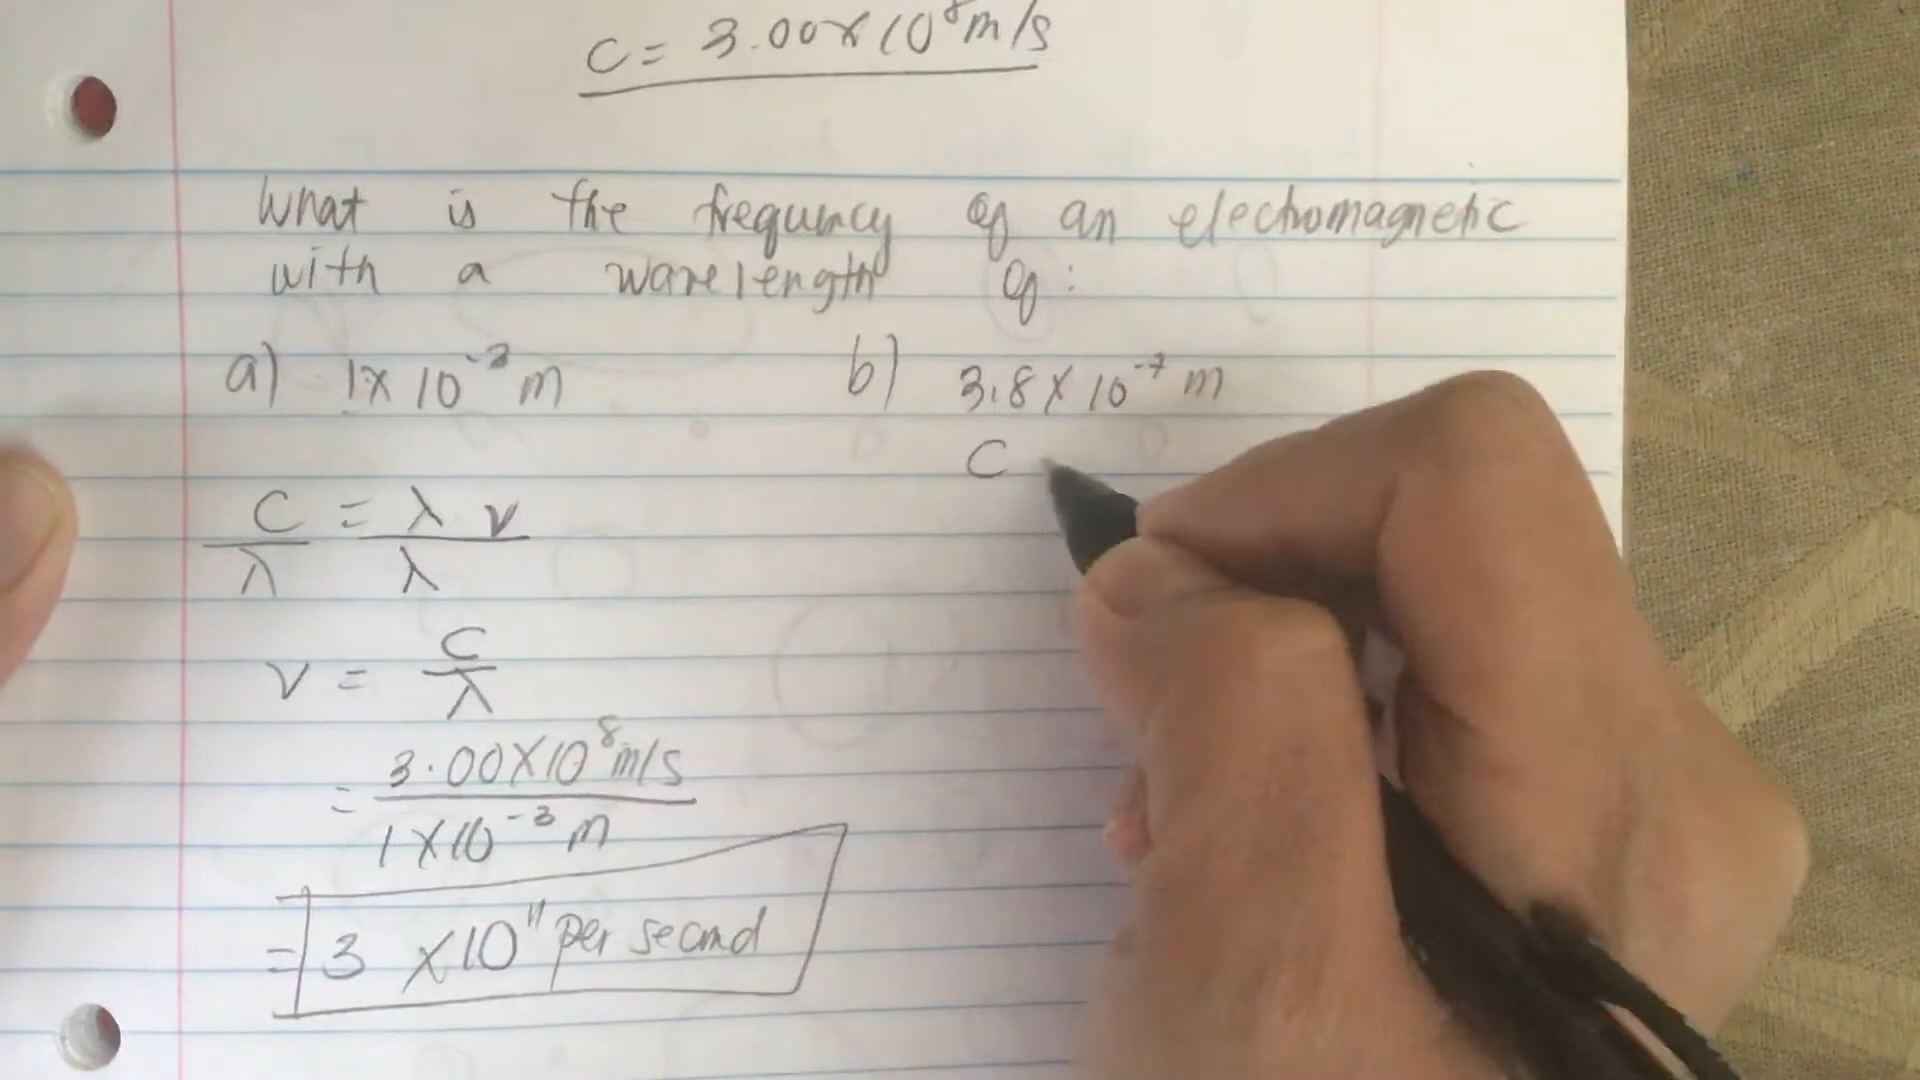 C = 3.00 x 10⁸ m/s
What is the frequency of an electromagnetic
with a wavelength of:
a) 1 x 10⁻³ m
b) 3.8 x 10⁻⁷ m
C
C/λ = λν/λ
ν = C/λ
= 3.00 X 10⁸ m/s / 1 X 10⁻³ m
= 3 x 10¹¹ per second